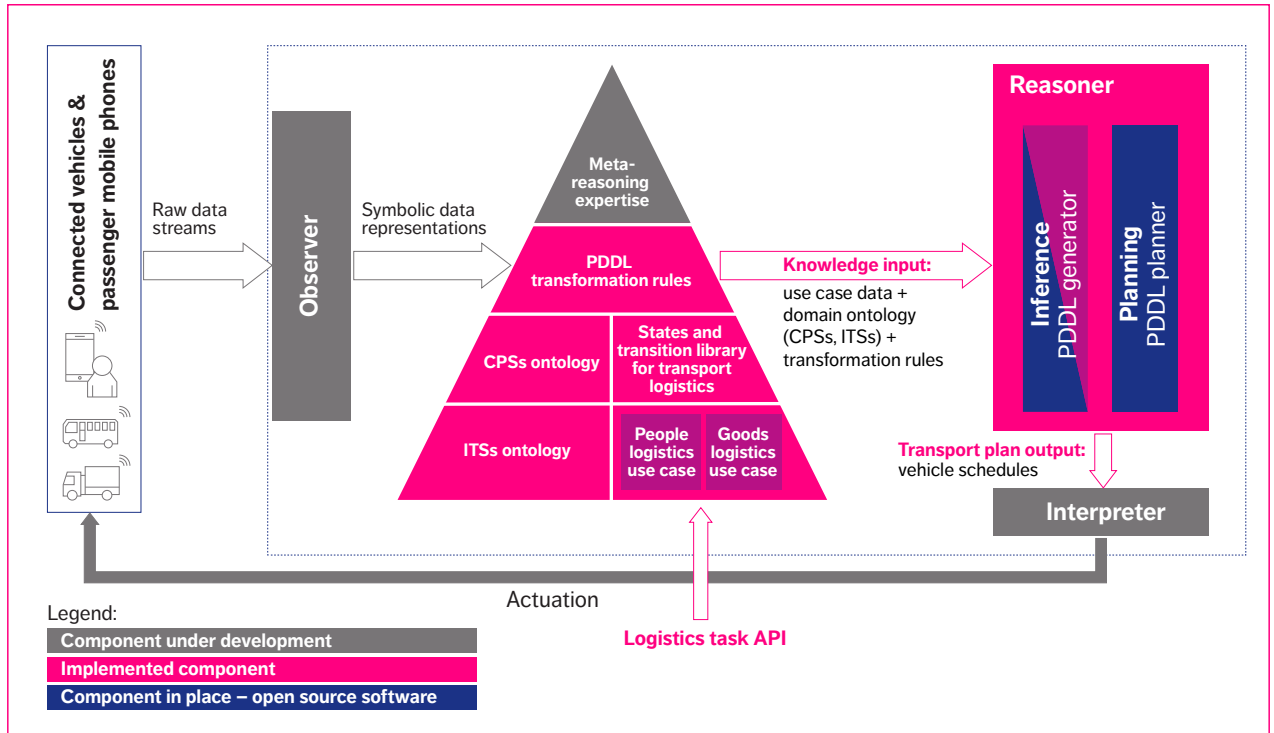 Connected vehicles &
passenger mobile phones
Raw data
streams
Observer
Symbolic data
representations
Meta-
reasoning
expertise
PDDL
transformation rules
CPSs ontology
States and
transition library
for transport
logistics
ITSs ontology
People
logistics
use case
Goods
logistics
use case
Knowledge input:
use case data +
domain ontology
(CPSs, ITSs) +
transformation rules
Reasoner
Inference
PDDL generator
Planning
PDDL planner
Transport plan output:
vehicle schedules
Interpreter
Actuation
Logistics task API
Legend:
Component under development
Implemented component
Component in place – open source software